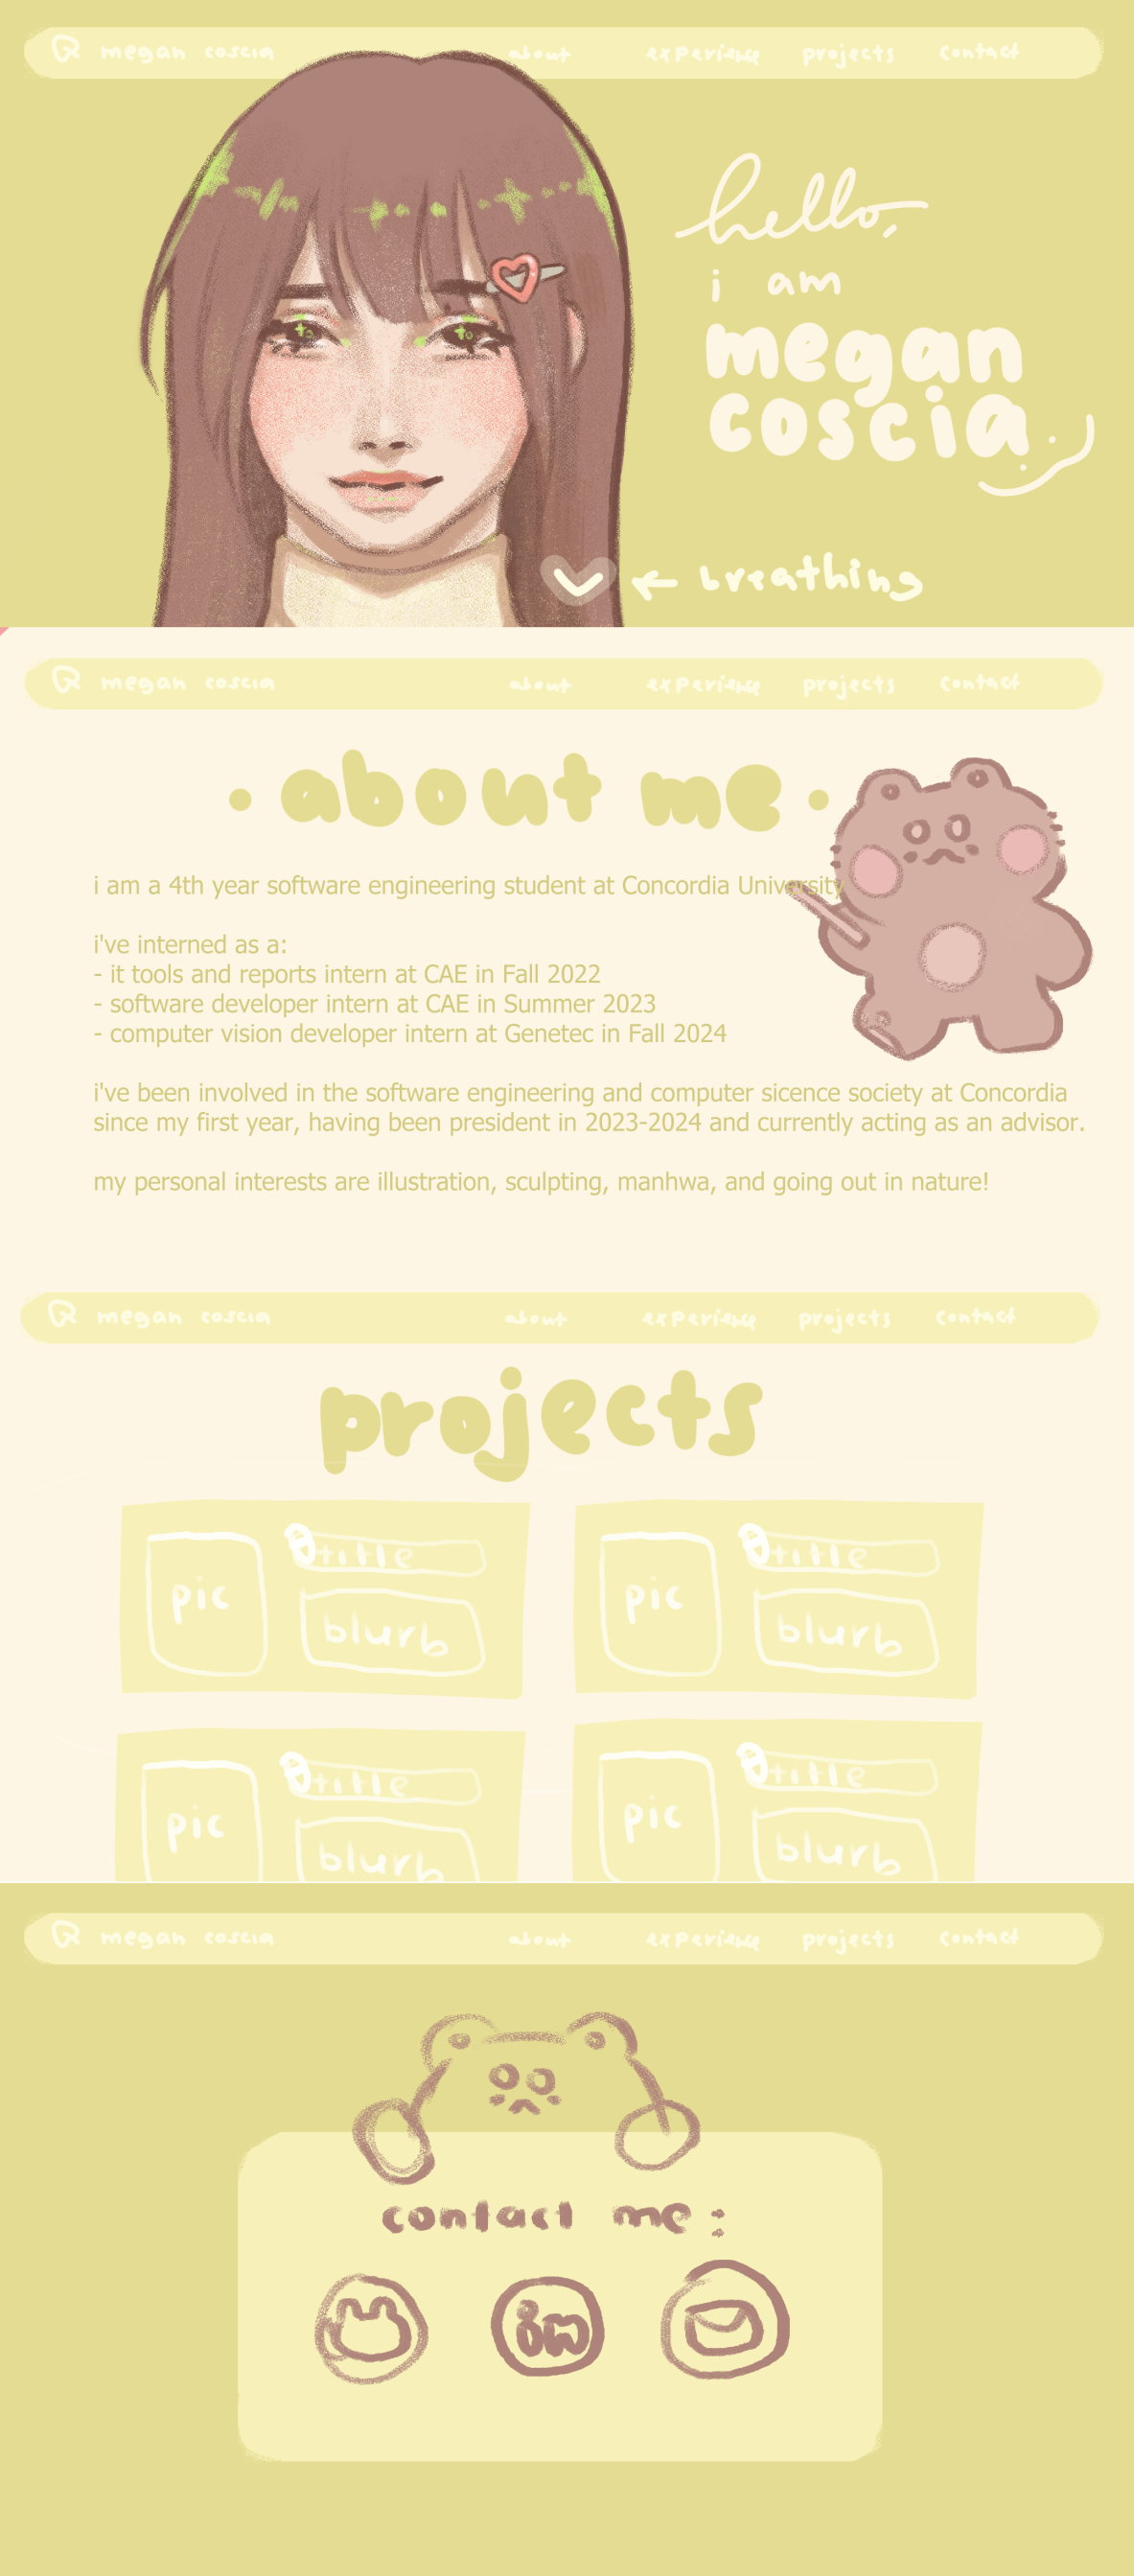 megan coscia about experience projects contact
hello,
i am
megan
coscia
← breathing
megan coscia about experience projects contact
• about me •
i am a 4th year software engineering student at Concordia University
i've interned as a:
- it tools and reports intern at CAE in Fall 2022
- software developer intern at CAE in Summer 2023
- computer vision developer intern at Genetec in Fall 2024
i've been involved in the software engineering and computer sicence society at Concordia
since my first year, having been president in 2023-2024 and currently acting as an advisor.
my personal interests are illustration, sculpting, manhwa, and going out in nature!
megan coscia about experience projects contact
projects
pic title
blurb
pic title
blurb
pic title
blurb
pic title
blurb
megan coscia about experience projects contact
contact me:
in